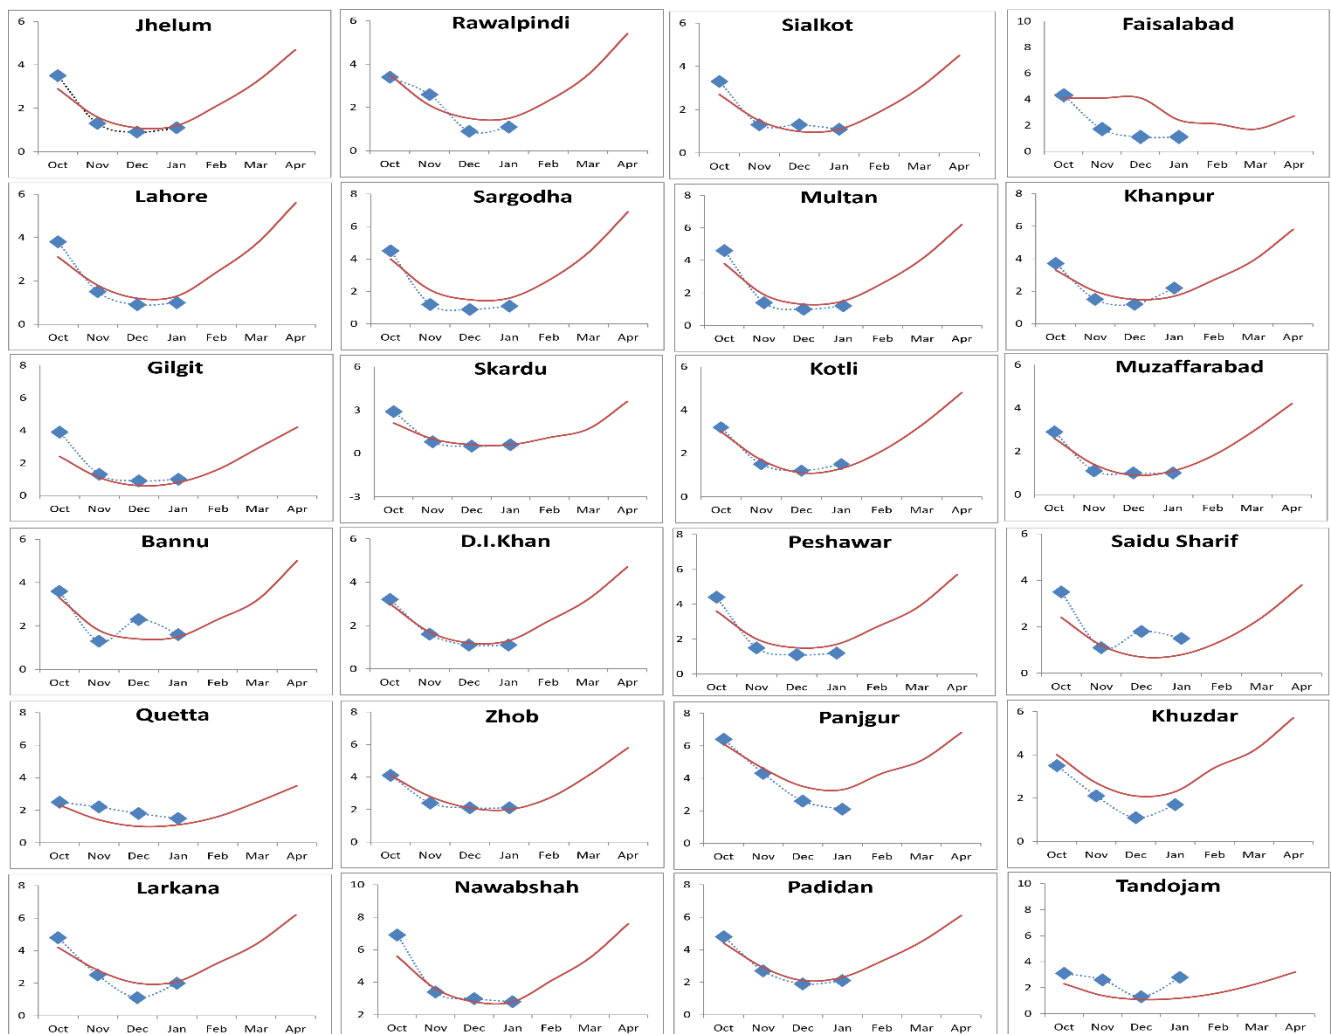 Jhelum
6
4
2
0
Oct Nov Dec Jan Feb Mar Apr
Rawalpindi
6
4
2
0
Oct Nov Dec Jan Feb Mar Apr
Sialkot
6
4
2
0
Oct Nov Dec Jan Feb Mar Apr
Faisalabad
10
8
6
4
2
0
Oct Nov Dec Jan Feb Mar Apr
Lahore
6
4
2
0
Oct Nov Dec Jan Feb Mar Apr
Sargodha
8
6
4
2
0
Oct Nov Dec Jan Feb Mar Apr
Multan
8
6
4
2
0
Oct Nov Dec Jan Feb Mar Apr
Khanpur
8
6
4
2
0
Oct Nov Dec Jan Feb Mar Apr
Gilgit
8
6
4
2
0
Oct Nov Dec Jan Feb Mar Apr
Skardu
6
3
0
-3
Oct Nov Dec Jan Feb Mar Apr
Kotli
6
4
2
0
Oct Nov Dec Jan Feb Mar Apr
Muzaffarabad
6
4
2
0
Oct Nov Dec Jan Feb Mar Apr
Bannu
6
4
2
0
Oct Nov Dec Jan Feb Mar Apr
D.I.Khan
6
4
2
0
Oct Nov Dec Jan Feb Mar Apr
Peshawar
8
6
4
2
0
Oct Nov Dec Jan Feb Mar Apr
Saidu Sharif
6
4
2
0
Oct Nov Dec Jan Feb Mar Apr
Quetta
8
6
4
2
0
Oct Nov Dec Jan Feb Mar Apr
Zhob
8
6
4
2
0
Oct Nov Dec Jan Feb Mar Apr
Panjgur
8
6
4
2
0
Oct Nov Dec Jan Feb Mar Apr
Khuzdar
6
4
2
0
Oct Nov Dec Jan Feb Mar Apr
Larkana
8
6
4
2
0
Oct Nov Dec Jan Feb Mar Apr
Nawabshah
10
8
6
4
2
Oct Nov Dec Jan Feb Mar Apr
Padidan
8
6
4
2
0
Oct Nov Dec Jan Feb Mar Apr
Tandojam
10
8
6
4
2
0
Oct Nov Dec Jan Feb Mar Apr